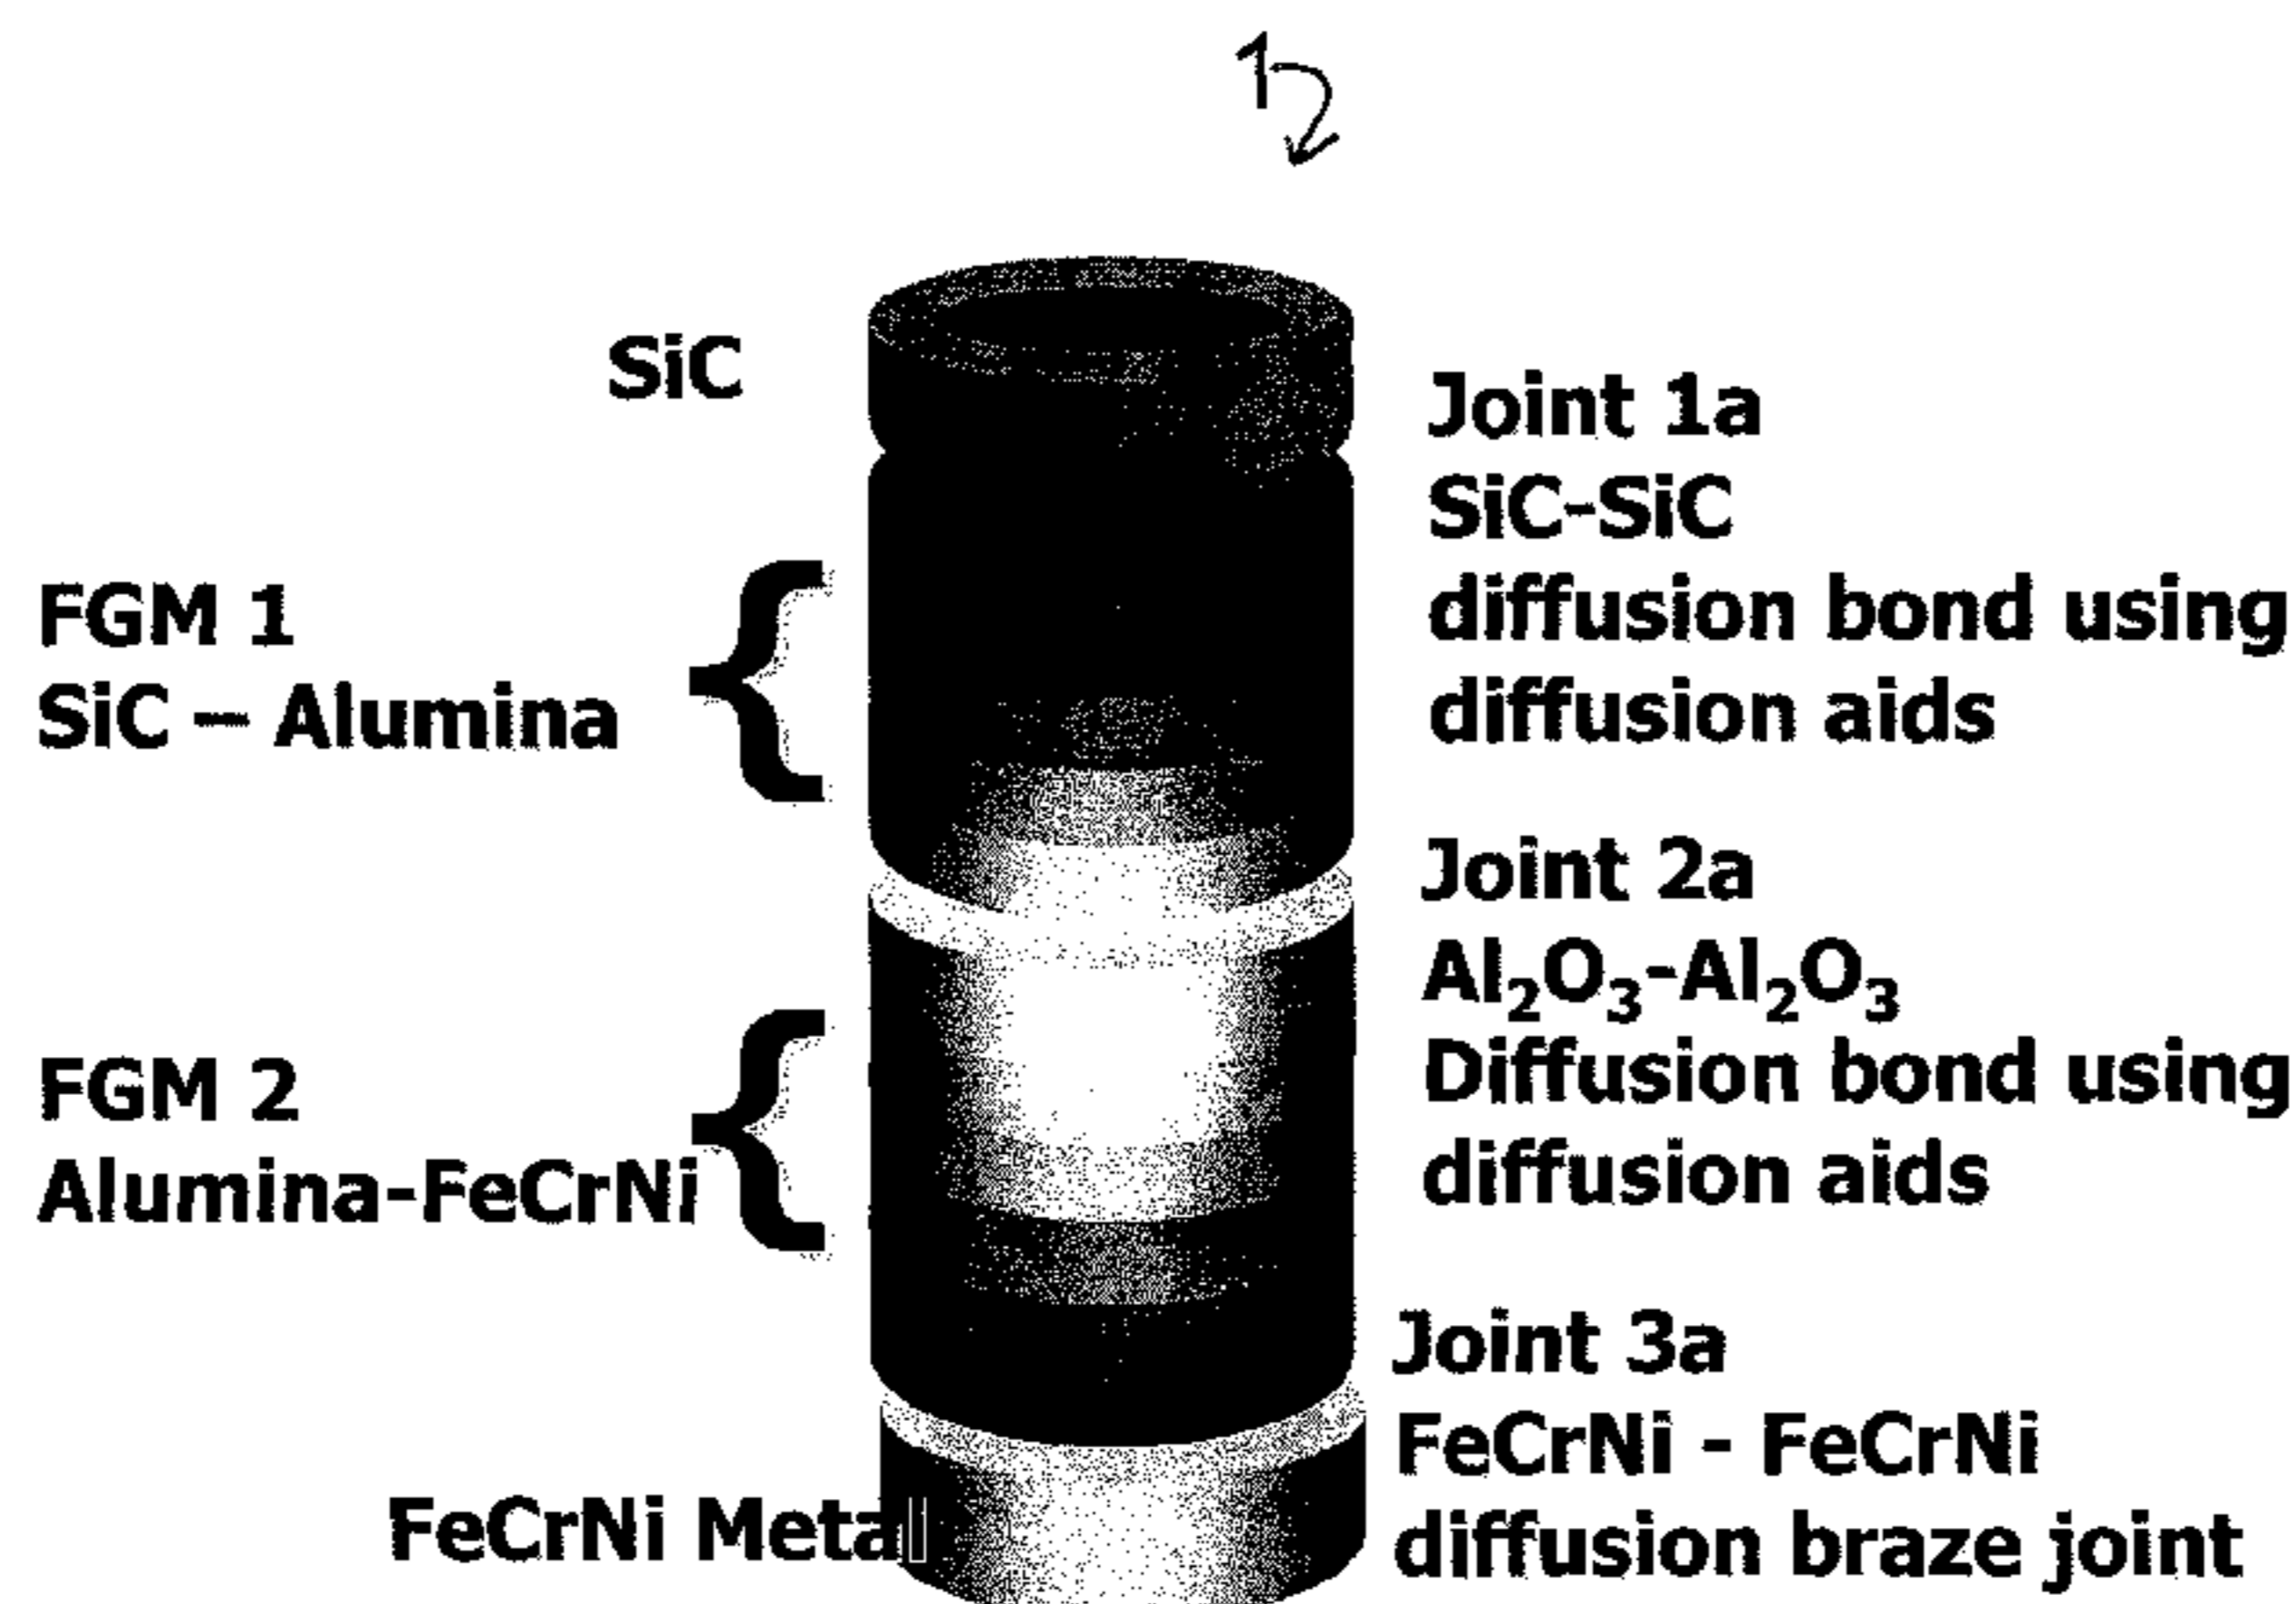 1
SiC
Joint 1a
SiC-SiC
diffusion bond using
diffusion aids
FGM 1
SiC – Alumina
Joint 2a
Al₂O₃-Al₂O₃
Diffusion bond using
diffusion aids
FGM 2
Alumina-FeCrNi
Joint 3a
FeCrNi - FeCrNi
diffusion braze joint
FeCrNi Metal